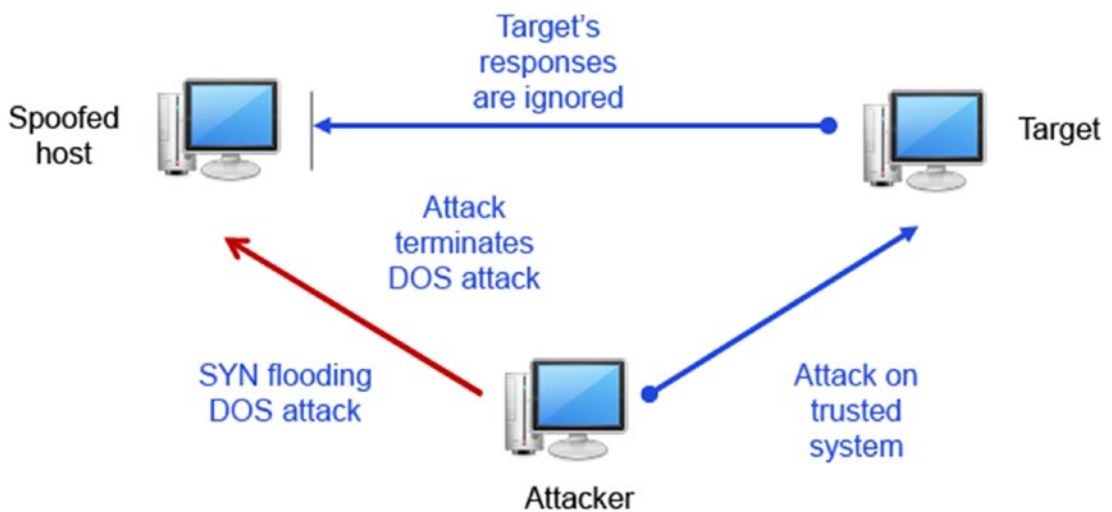 Target's
responses
are ignored
Spoofed
host
Target
Attack
terminates
DOS attack
SYN flooding
DOS attack
Attack on
trusted
system
Attacker